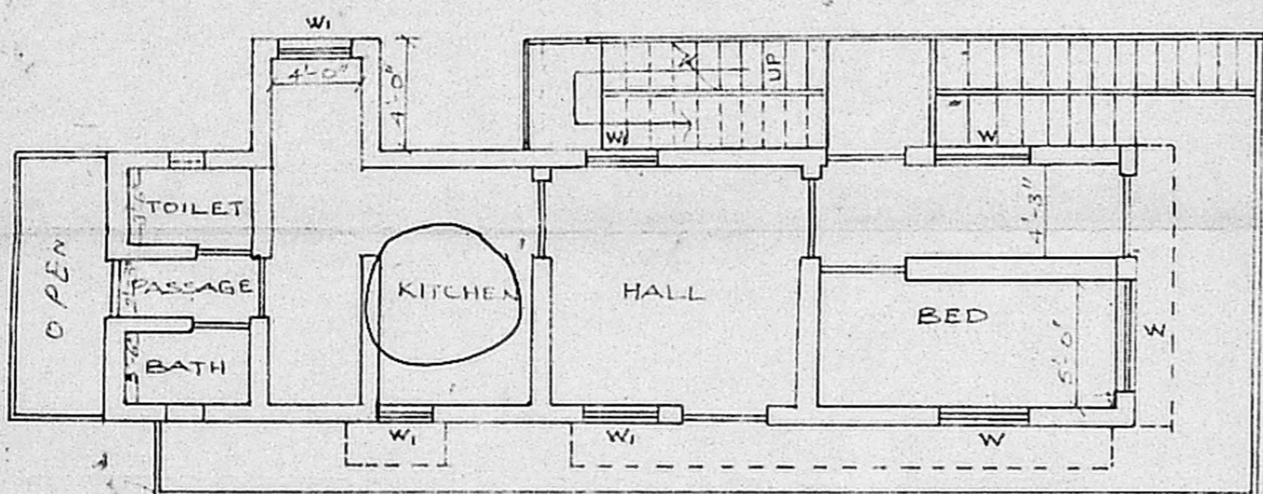 W1
4'-0"
4'-0"
UP
W
W
TOILET
4'-3"
OPEN
PASSAGE
KITCHEN
HALL
BED
W
5'-0"
BATH
W1
W1
W